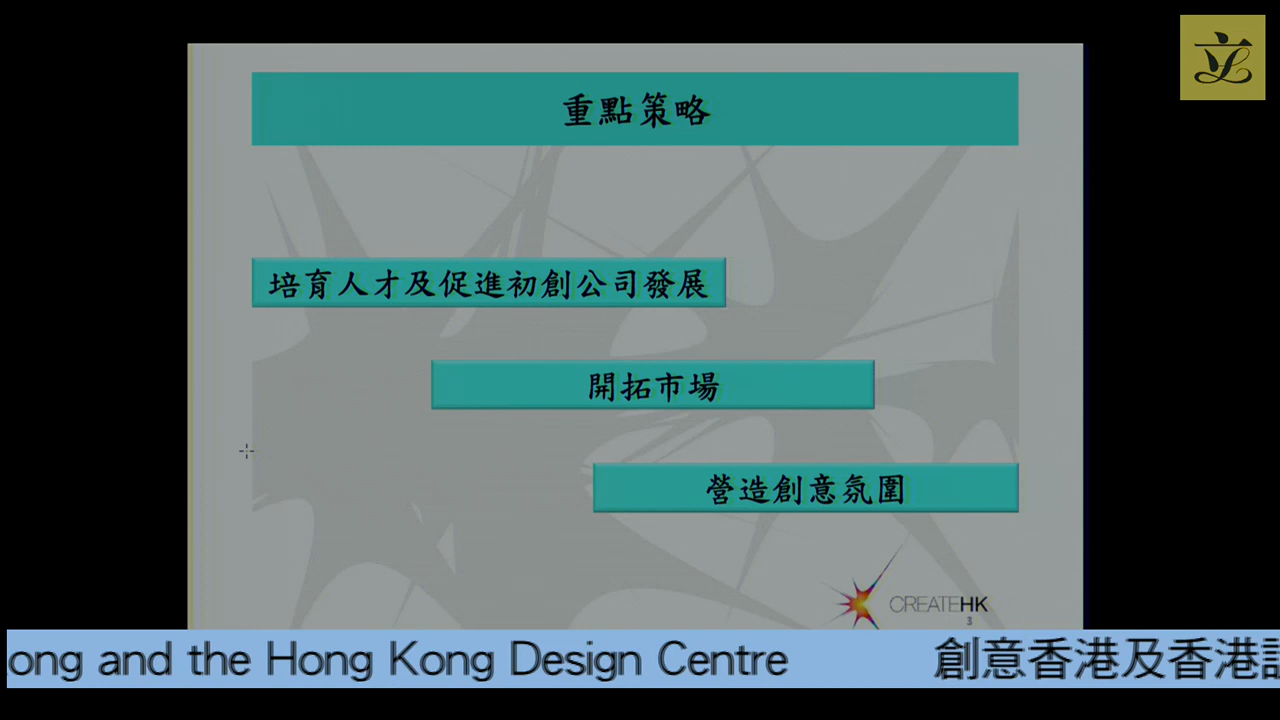 重點策略
培育人才及促進初創公司發展
開拓市場
營造創意氛圍
CREATEHK
3
ong and the Hong Kong Design Centre 創意香港及香港設